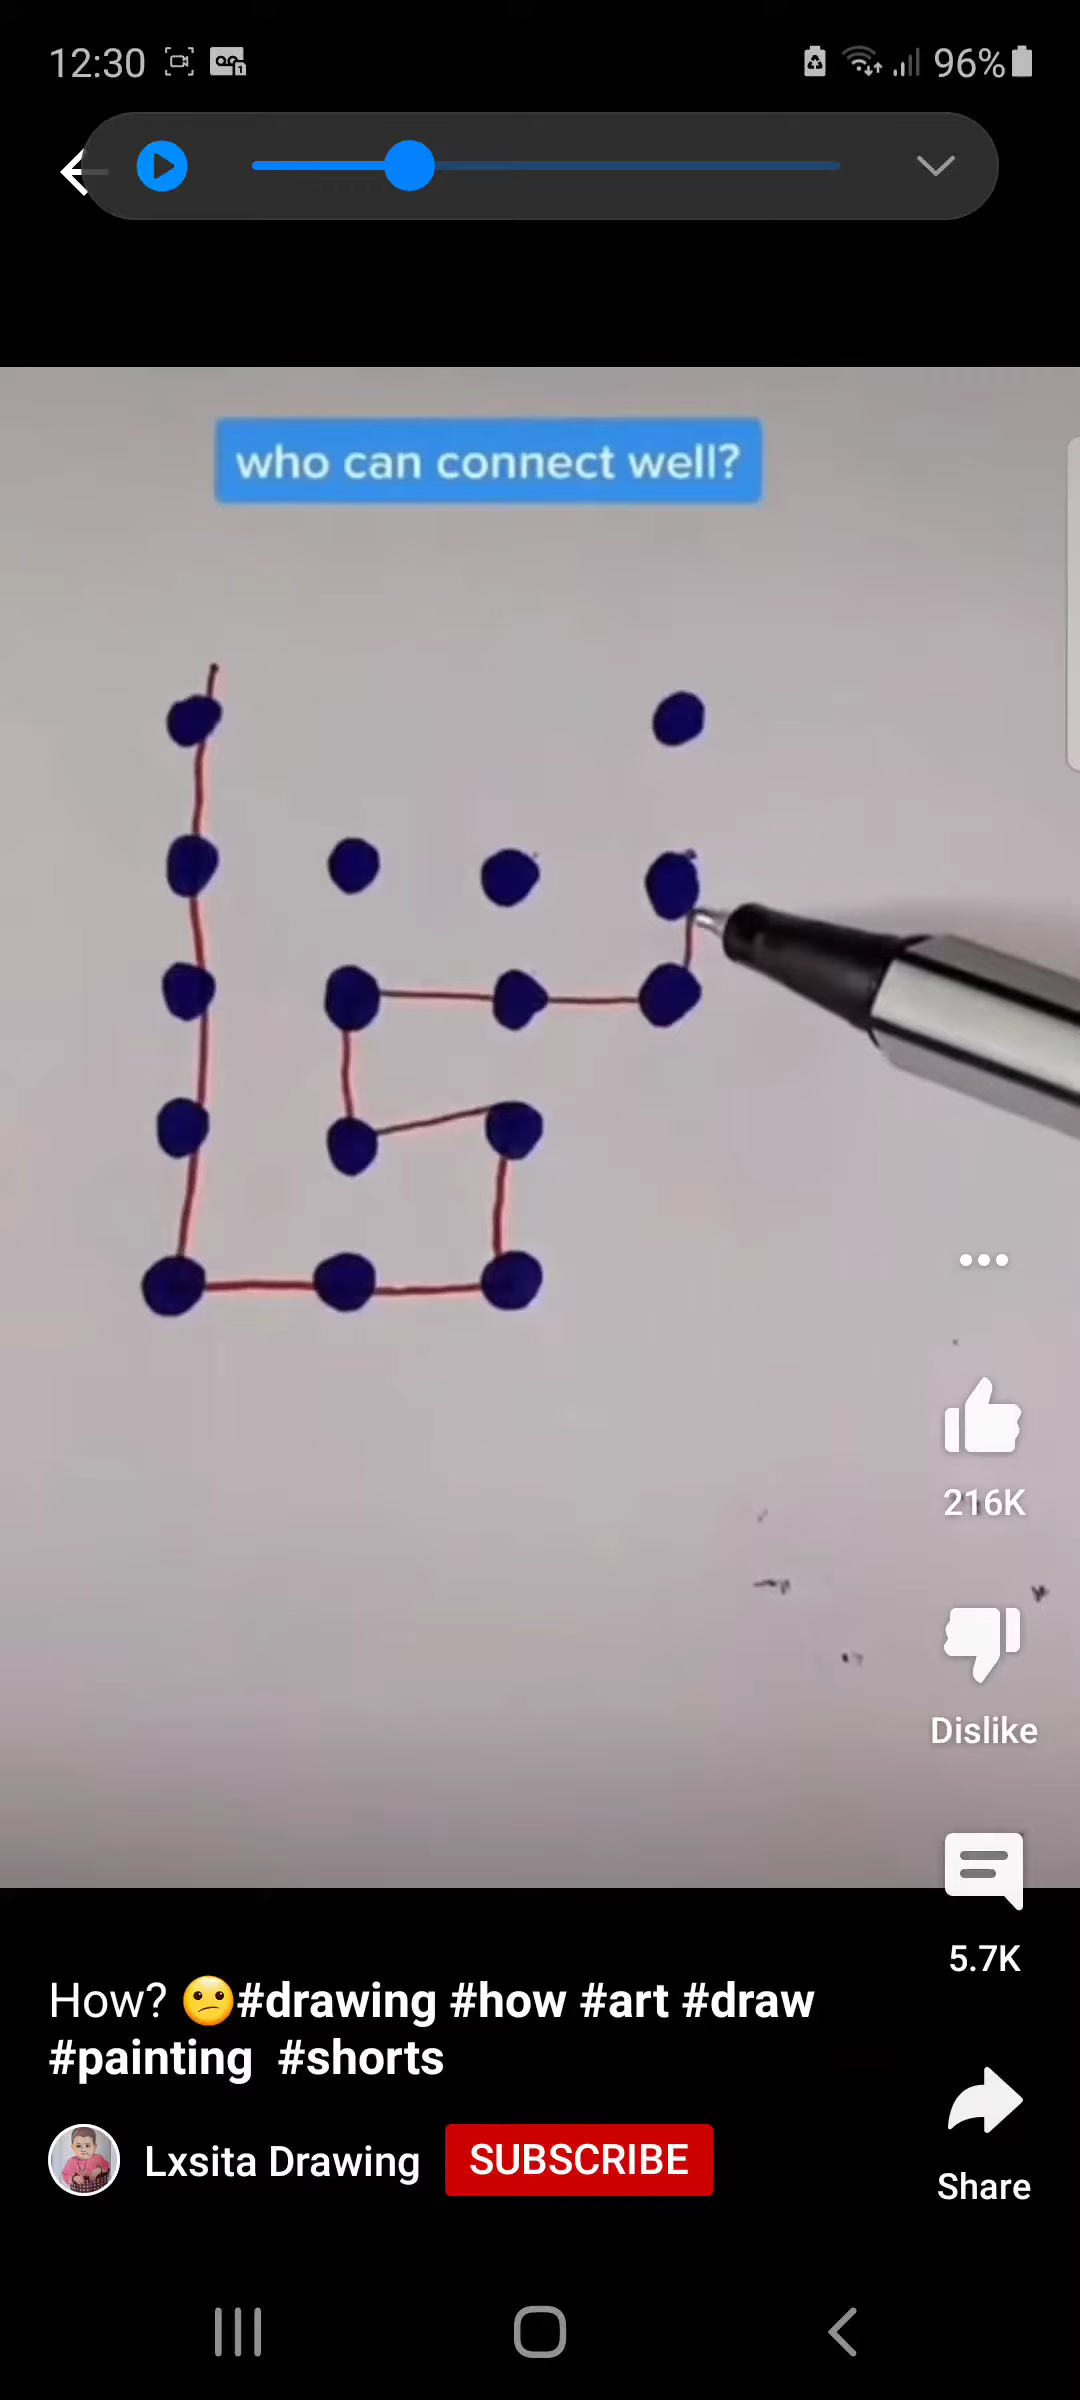 12:30
96%
who can connect well?
216K
Dislike
5.7K
How? 😕#drawing #how #art #draw
#painting #shorts
Lxsita Drawing
SUBSCRIBE
Share